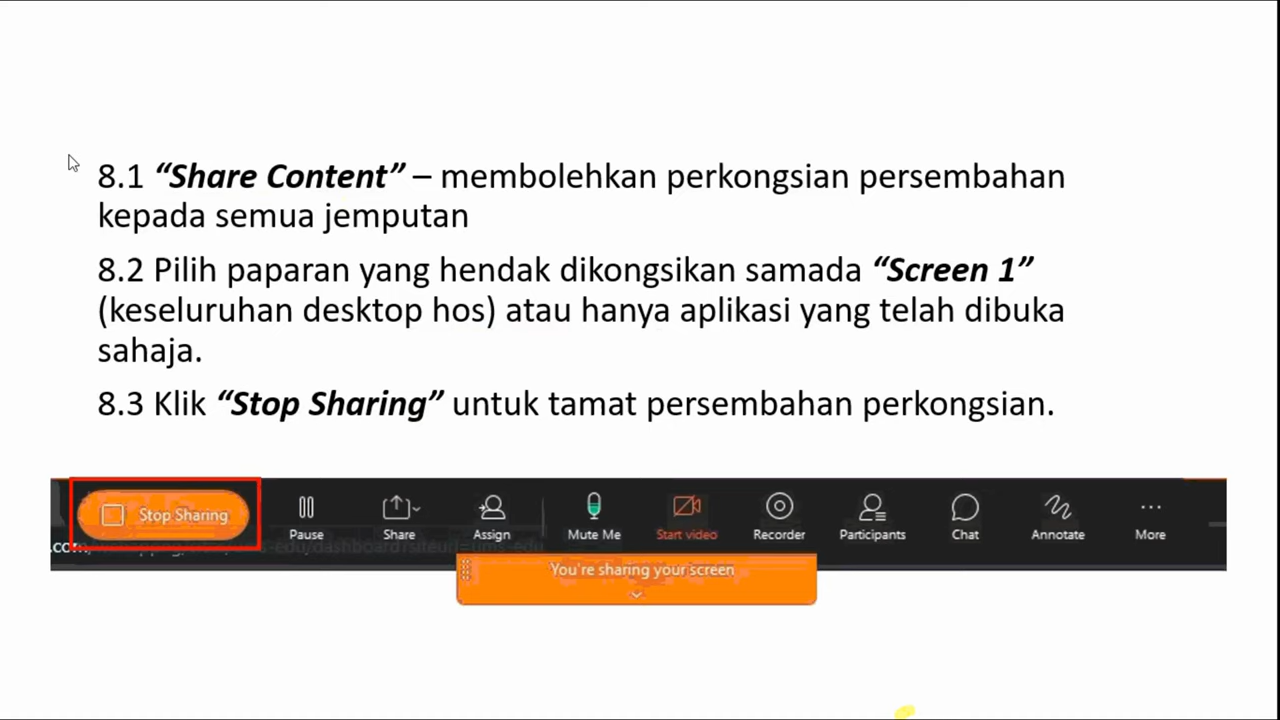 8.1 “Share Content” – membolehkan perkongsian persembahan
kepada semua jemputan
8.2 Pilih paparan yang hendak dikongsikan samada “Screen 1”
(keseluruhan desktop hos) atau hanya aplikasi yang telah dibuka
sahaja.
8.3 Klik “Stop Sharing” untuk tamat persembahan perkongsian.
Stop Sharing
Pause
Share
Assign
Mute Me
Start video
Recorder
Participants
Chat
Annotate
More
You're sharing your screen